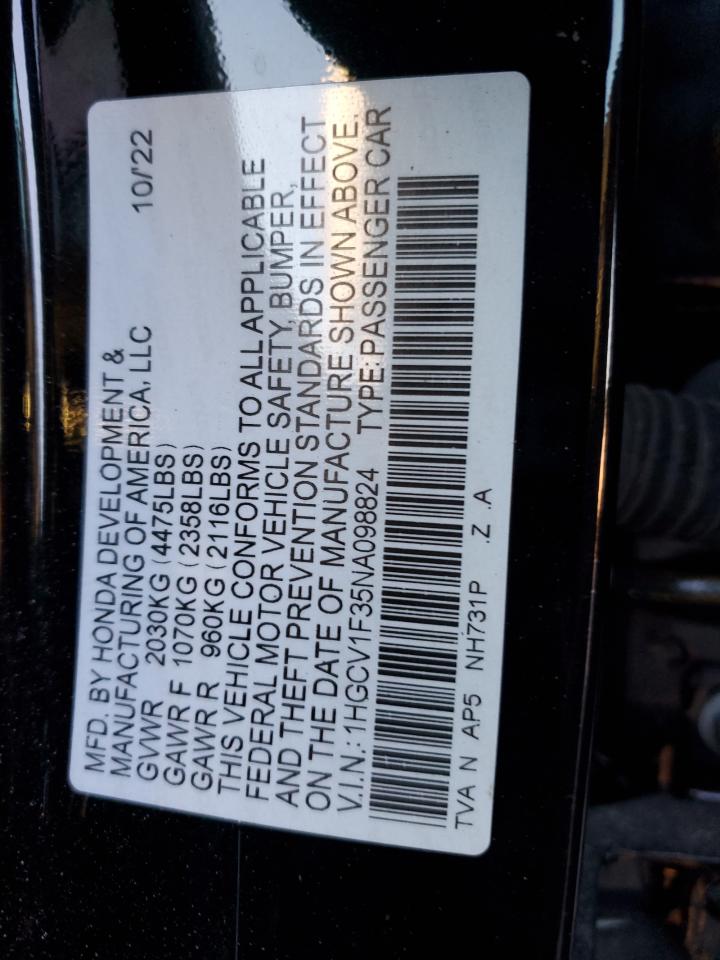 MFD. BY HONDA DEVELOPMENT &
MANUFACTURING OF AMERICA, LLC 10/'22
GVWR 2030KG (4475LBS)
GAWR F 1070KG (2358LBS)
GAWR R 960KG (2116LBS)
THIS VEHICLE CONFORMS TO ALL APPLICABLE
FEDERAL MOTOR VEHICLE SAFETY, BUMPER,
AND THEFT PREVENTION STANDARDS IN EFFECT
ON THE DATE OF MANUFACTURE SHOWN ABOVE.
V.I.N.: 1HGCV1F35NA098824 TYPE: PASSENGER CAR
TVA N AP5 NH731P .Z .A